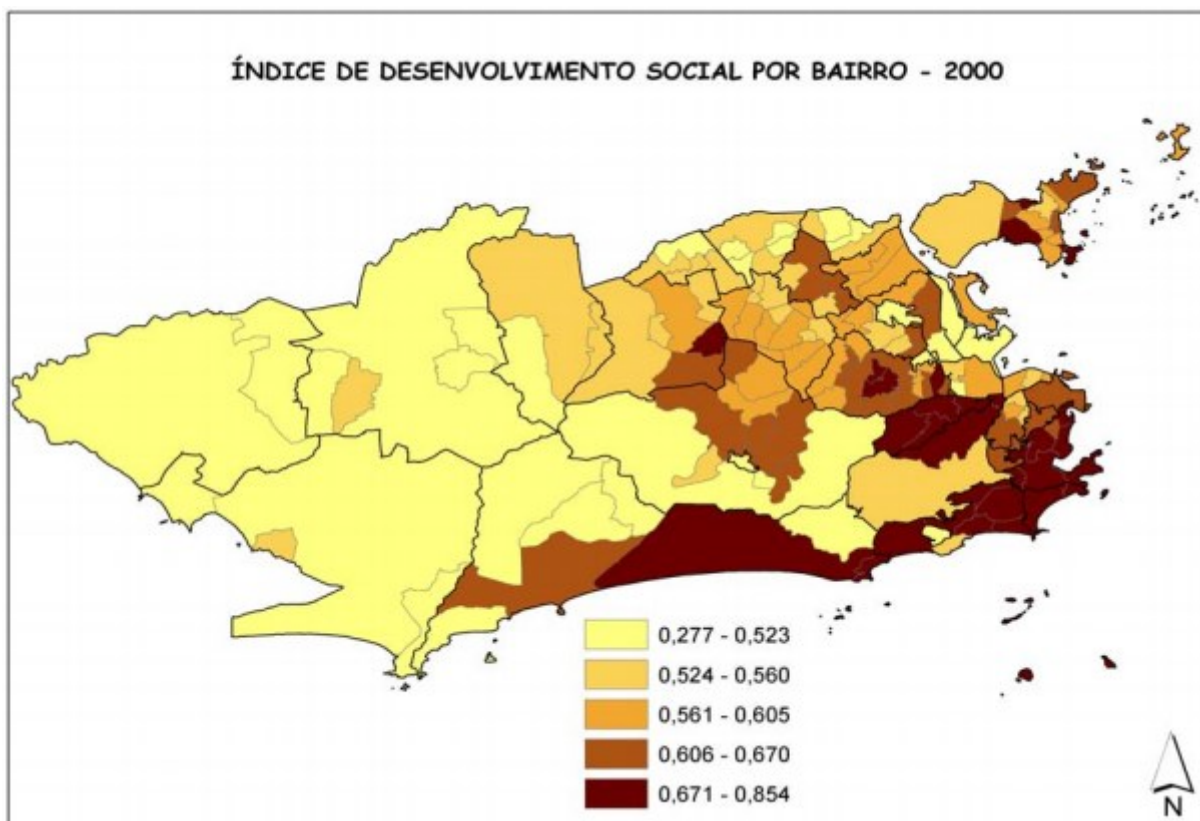 ÍNDICE DE DESENVOLVIMENTO SOCIAL POR BAIRRO - 2000
0,277 - 0,523
0,524 - 0,560
0,561 - 0,605
0,606 - 0,670
0,671 - 0,854
N